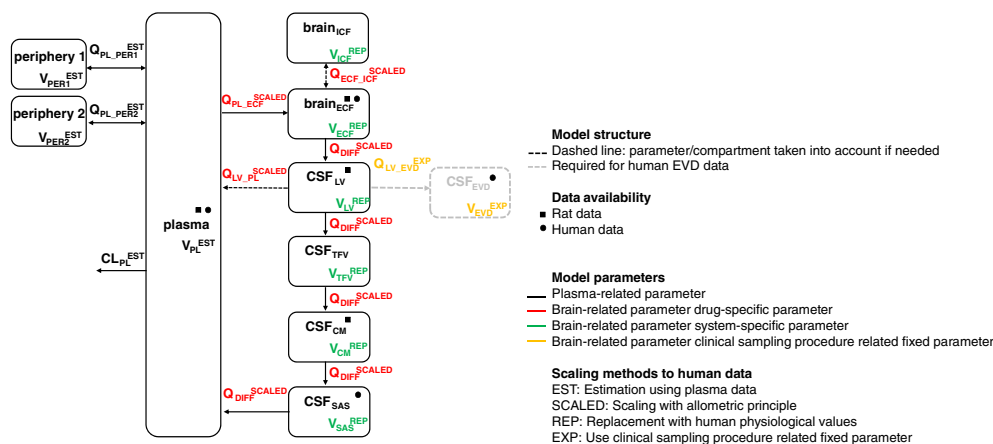 periphery 1
V_PER1^EST
Q_PL_PER1^EST
periphery 2
V_PER2^EST
Q_PL_PER2^EST
plasma
V_PL^EST
CL_PL^EST
brain_ICF
V_ICF^REP
Q_ECF_ICF^SCALED
Q_PL_ECF^SCALED
brain_ECF
V_ECF^REP
Q_DIFF^SCALED
Q_LV_PL^SCALED
CSF_LV
V_LV^REP
Q_LV_EVD^EXP
CSF_EVD
V_EVD^EXP
Q_DIFF^SCALED
CSF_TFV
V_TFV^REP
Q_DIFF^SCALED
CSF_CM
V_CM^REP
Q_DIFF^SCALED
Q_DIFF^SCALED
CSF_SAS
V_SAS^REP
Model structure
Dashed line: parameter/compartment taken into account if needed
Required for human EVD data
Data availability
Rat data
Human data
Model parameters
Plasma-related parameter
Brain-related parameter drug-specific parameter
Brain-related parameter system-specific parameter
Brain-related parameter clinical sampling procedure related fixed parameter
Scaling methods to human data
EST: Estimation using plasma data
SCALED: Scaling with allometric principle
REP: Replacement with human physiological values
EXP: Use clinical sampling procedure related fixed parameter